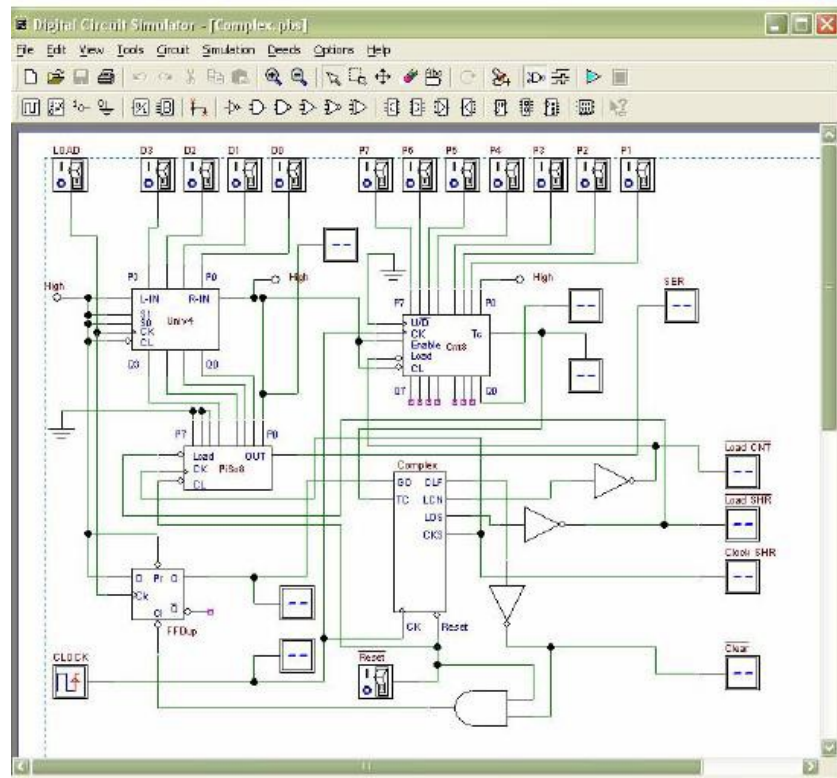 Digital Circuit Simulator - [Complex.pbs]
File Edit View Tools Circuit Simulation Deeds Options Help
LOAD D3 D2 D1 D0 P7 P6 P5 P4 P3 P2 P1
High P3 P0 High P7 P0 High SER
L-IN R-IN
S1
S0 Univ4
CK
CL
U/D
CK Tc
Enable Cnt8
Load
CL
Q3 Q0 Q7 Q0
P7 P0
Load OUT
CK PiSo8
CL
Complex
GO CLF
TC LCN
LDS
CKS
CK Reset
Load CNT
Load SHR
Clock SHR
D Pr Q
Ck Q
Cl
FFDup
CLOCK Reset Clear